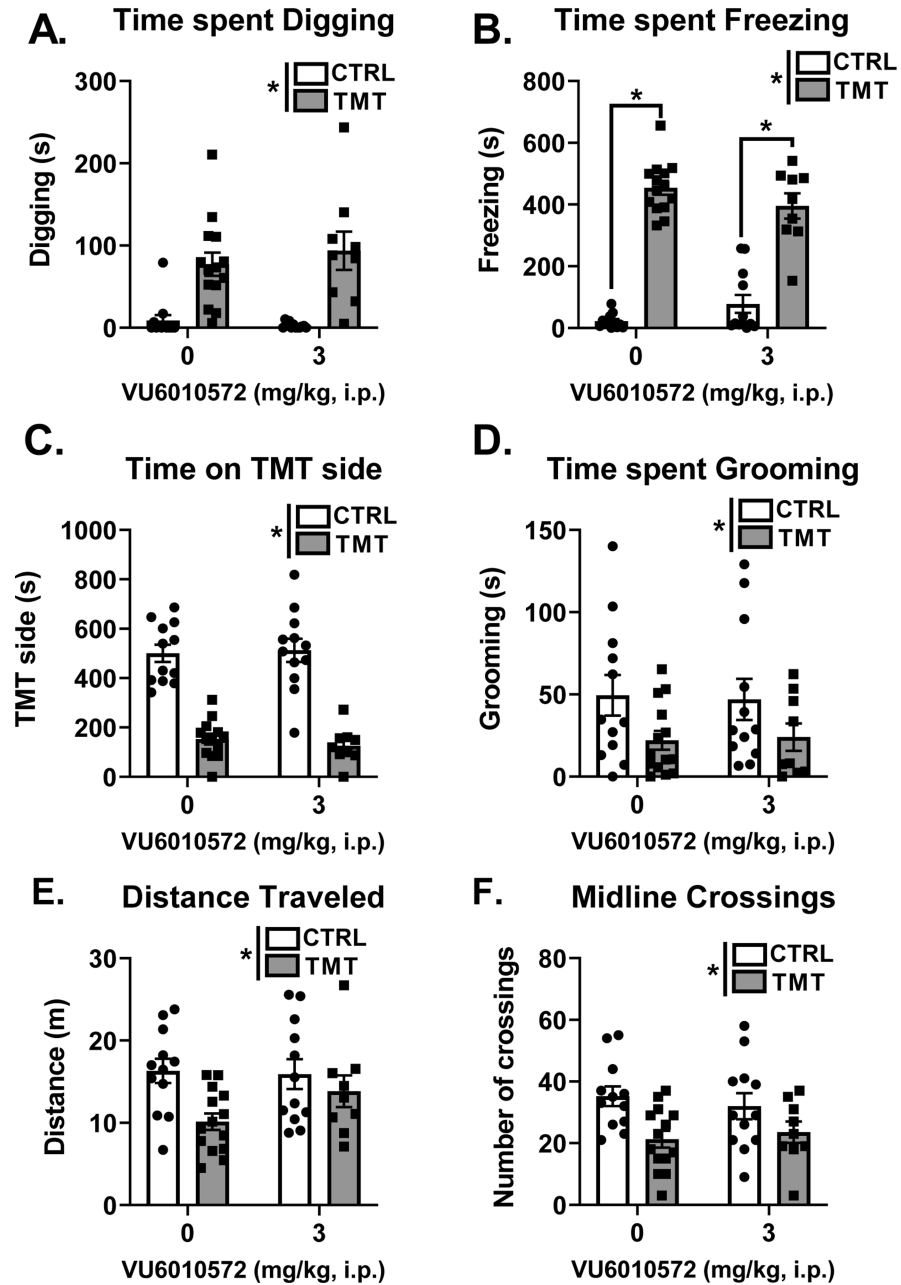 A. Time spent Digging
* CTRL
TMT
300
200
100
0
Digging (s)
0 3
VU6010572 (mg/kg, i.p.)
B. Time spent Freezing
* CTRL
TMT
800
600
400
200
0
Freezing (s)
* *
0 3
VU6010572 (mg/kg, i.p.)
C. Time on TMT side
* CTRL
TMT
1000
800
600
400
200
0
TMT side (s)
0 3
VU6010572 (mg/kg, i.p.)
D. Time spent Grooming
* CTRL
TMT
150
100
50
0
Grooming (s)
0 3
VU6010572 (mg/kg, i.p.)
E. Distance Traveled
* CTRL
TMT
30
20
10
0
Distance (m)
0 3
VU6010572 (mg/kg, i.p.)
F. Midline Crossings
* CTRL
TMT
80
60
40
20
0
Number of crossings
0 3
VU6010572 (mg/kg, i.p.)